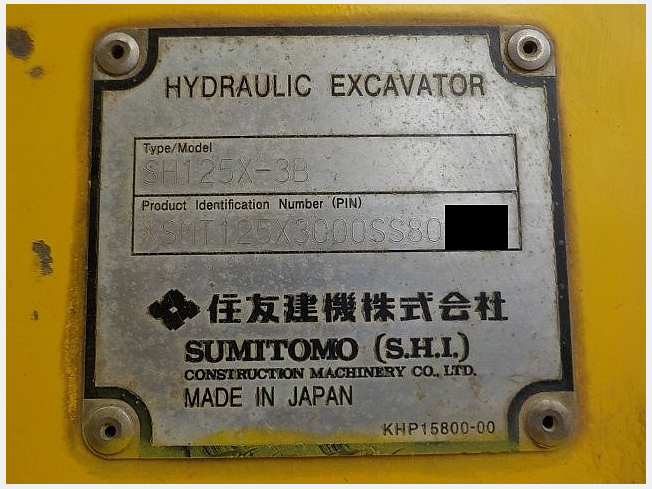 HYDRAULIC EXCAVATOR
Type/Model
SH125X-3B
Product Identification Number (PIN)
*SMT125X3000SS80
住友建機株式会社
SUMITOMO (S.H.I.)
CONSTRUCTION MACHINERY CO., LTD.
MADE IN JAPAN
KHP15800-00